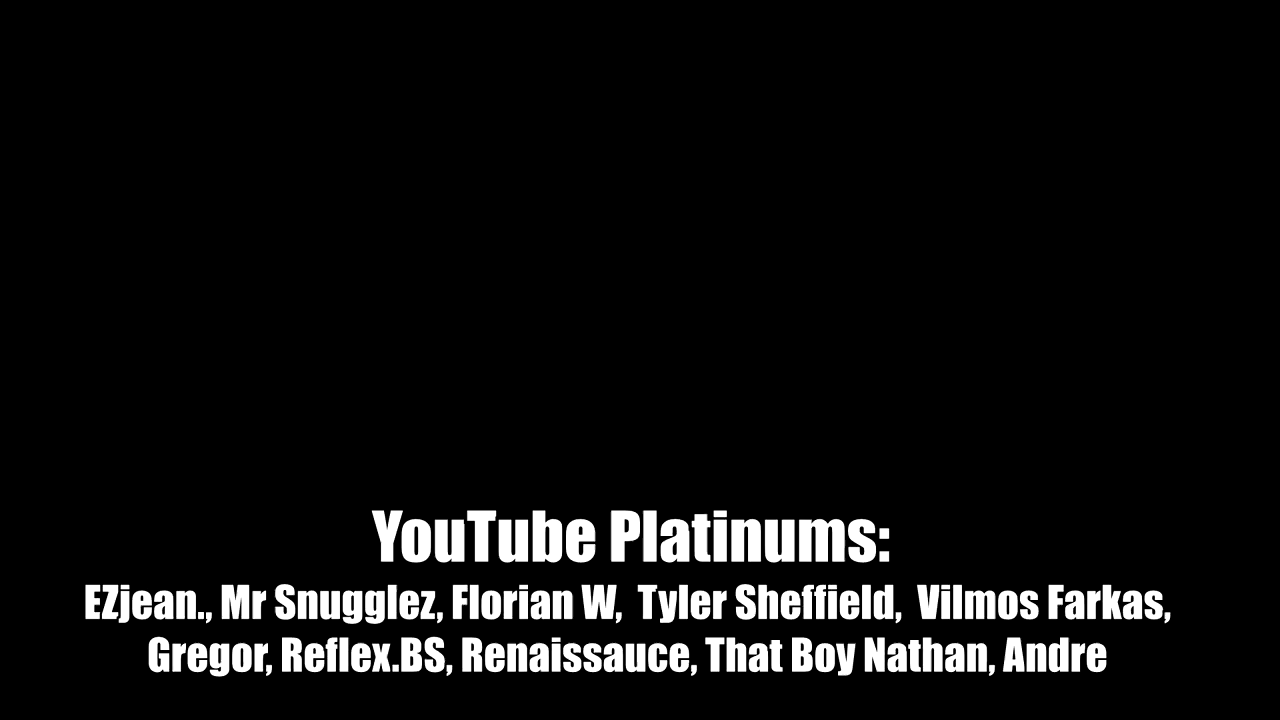 YouTube Platinums:
EZjean., Mr Snugglez, Florian W,  Tyler Sheffield,  Vilmos Farkas,
Gregor, Reflex.BS, Renaissauce, That Boy Nathan, Andre